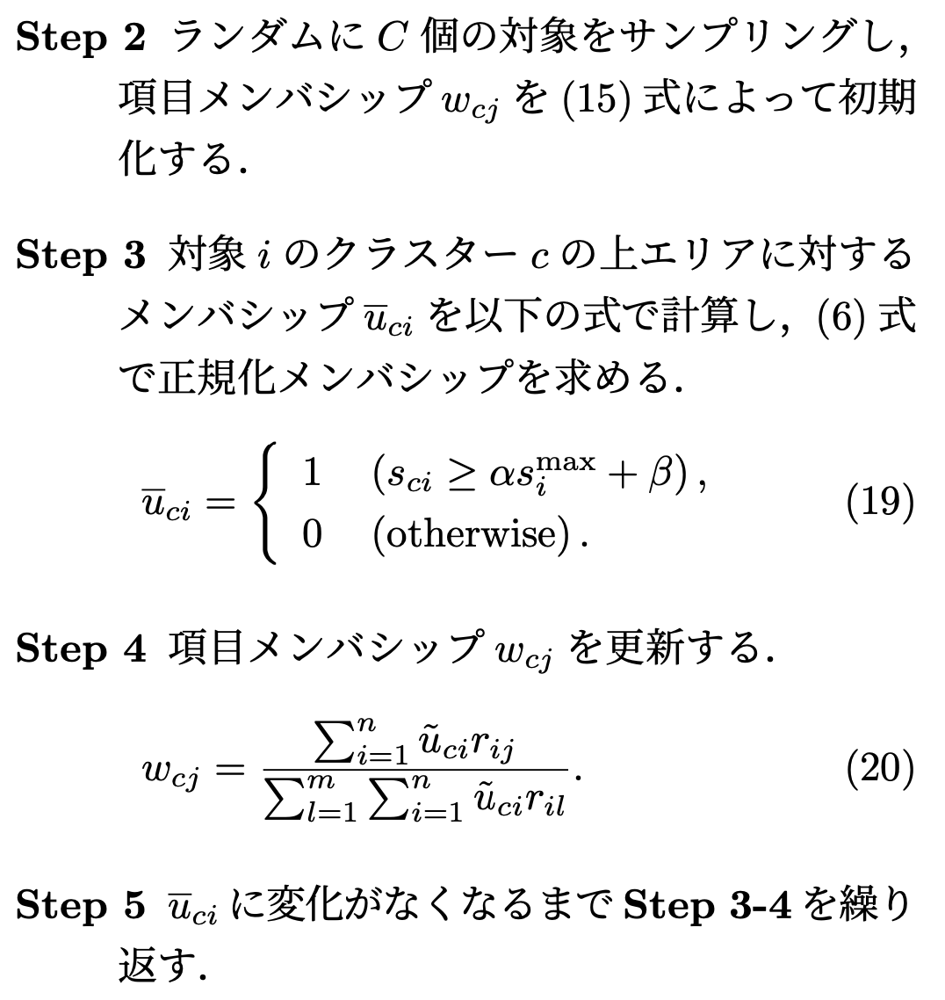 Step 2 ランダムに C 個の対象をサンプリングし,
項目メンバシップ w_{cj} を (15) 式によって初期
化する.
Step 3 対象 i のクラスター c の上エリアに対する
メンバシップ \overline{u}_{ci} を以下の式で計算し, (6) 式
で正規化メンバシップを求める.
\overline{u}_{ci} = \begin{cases} 1 & (s_{ci} \geq \alpha s_i^{\max} + \beta), \\ 0 & (\text{otherwise}). \end{cases} (19)
Step 4 項目メンバシップ w_{cj} を更新する.
w_{cj} = \frac{\sum_{i=1}^{n} \tilde{u}_{ci} r_{ij}}{\sum_{l=1}^{m} \sum_{i=1}^{n} \tilde{u}_{ci} r_{il}}. (20)
Step 5 \overline{u}_{ci} に変化がなくなるまで Step 3-4 を繰り
返す.